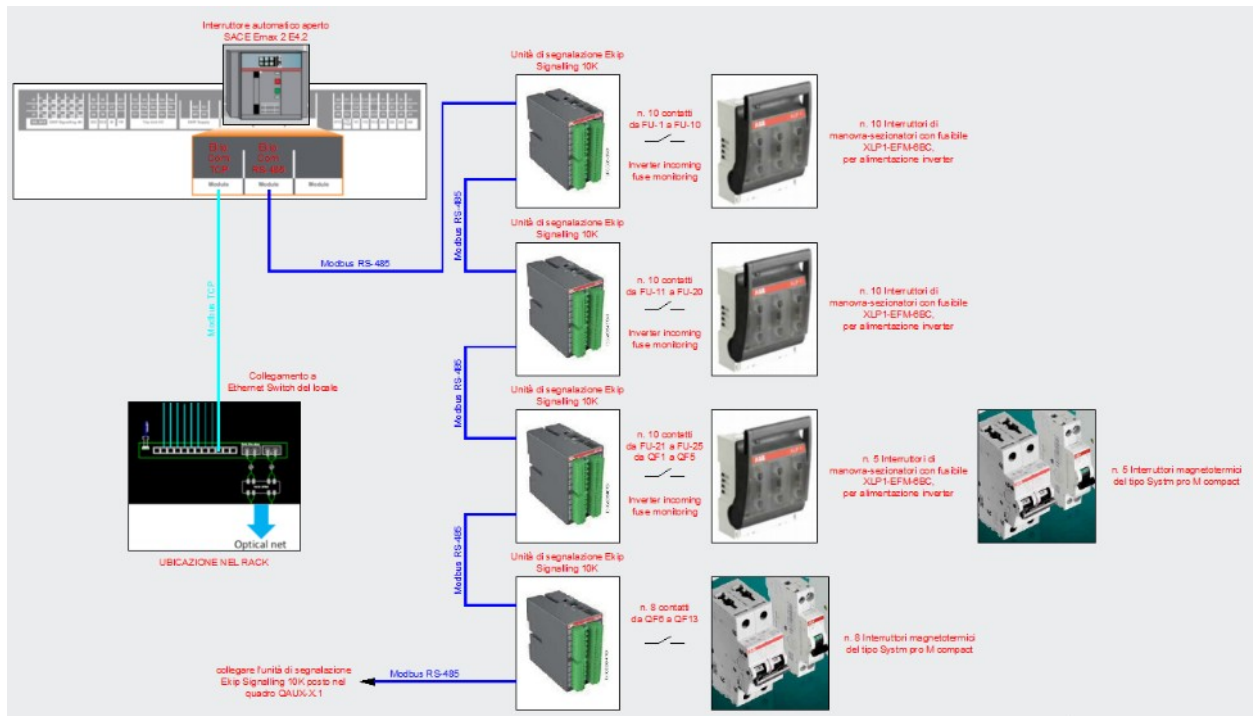 Interruttore automatico aperto
SACE Emax 2 E4.2
Ekip
Com
TCP
Ekip
Com
RS-485
Module
Module
Module
Modbus RS-485
Modbus TCP
Collegamento a
Ethernet Switch del locale
Optical net
UBICAZIONE NEL RACK
Unità di segnalazione Ekip
Signalling 10K
n. 10 contatti
da FU-1 a FU-10
Inverter incoming
fuse monitoring
n. 10 Interruttori di
manovra-sezionatori con fusibile
XLP1-EFM-6BC,
per alimentazione inverter
Modbus RS-485
Unità di segnalazione Ekip
Signalling 10K
n. 10 contatti
da FU-11 a FU-20
Inverter incoming
fuse monitoring
n. 10 Interruttori di
manovra-sezionatori con fusibile
XLP1-EFM-6BC,
per alimentazione inverter
Modbus RS-485
Unità di segnalazione Ekip
Signalling 10K
n. 10 contatti
da FU-21 a FU-25
da QF1 a QF5
Inverter incoming
fuse monitoring
n. 5 Interruttori di
manovra-sezionatori con fusibile
XLP1-EFM-6BC,
per alimentazione inverter
n. 5 Interruttori magnetotermici
del tipo Systm pro M compact
Modbus RS-485
Unità di segnalazione Ekip
Signalling 10K
n. 8 contatti
da QF6 a QF13
n. 8 Interruttori magnetotermici
del tipo Systm pro M compact
Modbus RS-485
collegare l'unità di segnalazione
Ekip Signalling 10K posto nel
quadro QAUX-X.1